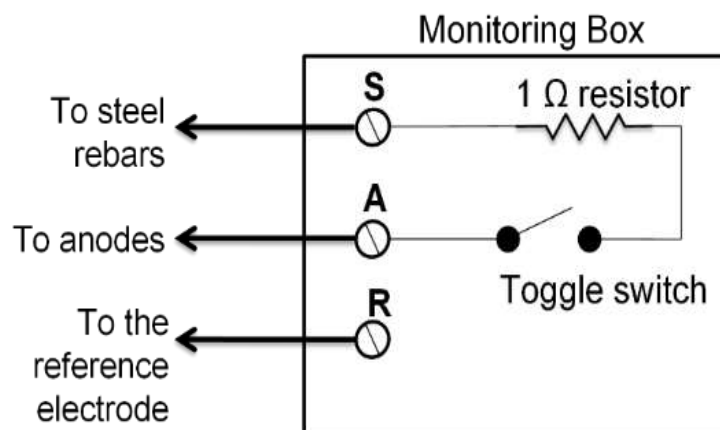 Monitoring Box
S
1 Ω resistor
To steel
rebars
A
To anodes
Toggle switch
R
To the
reference
electrode